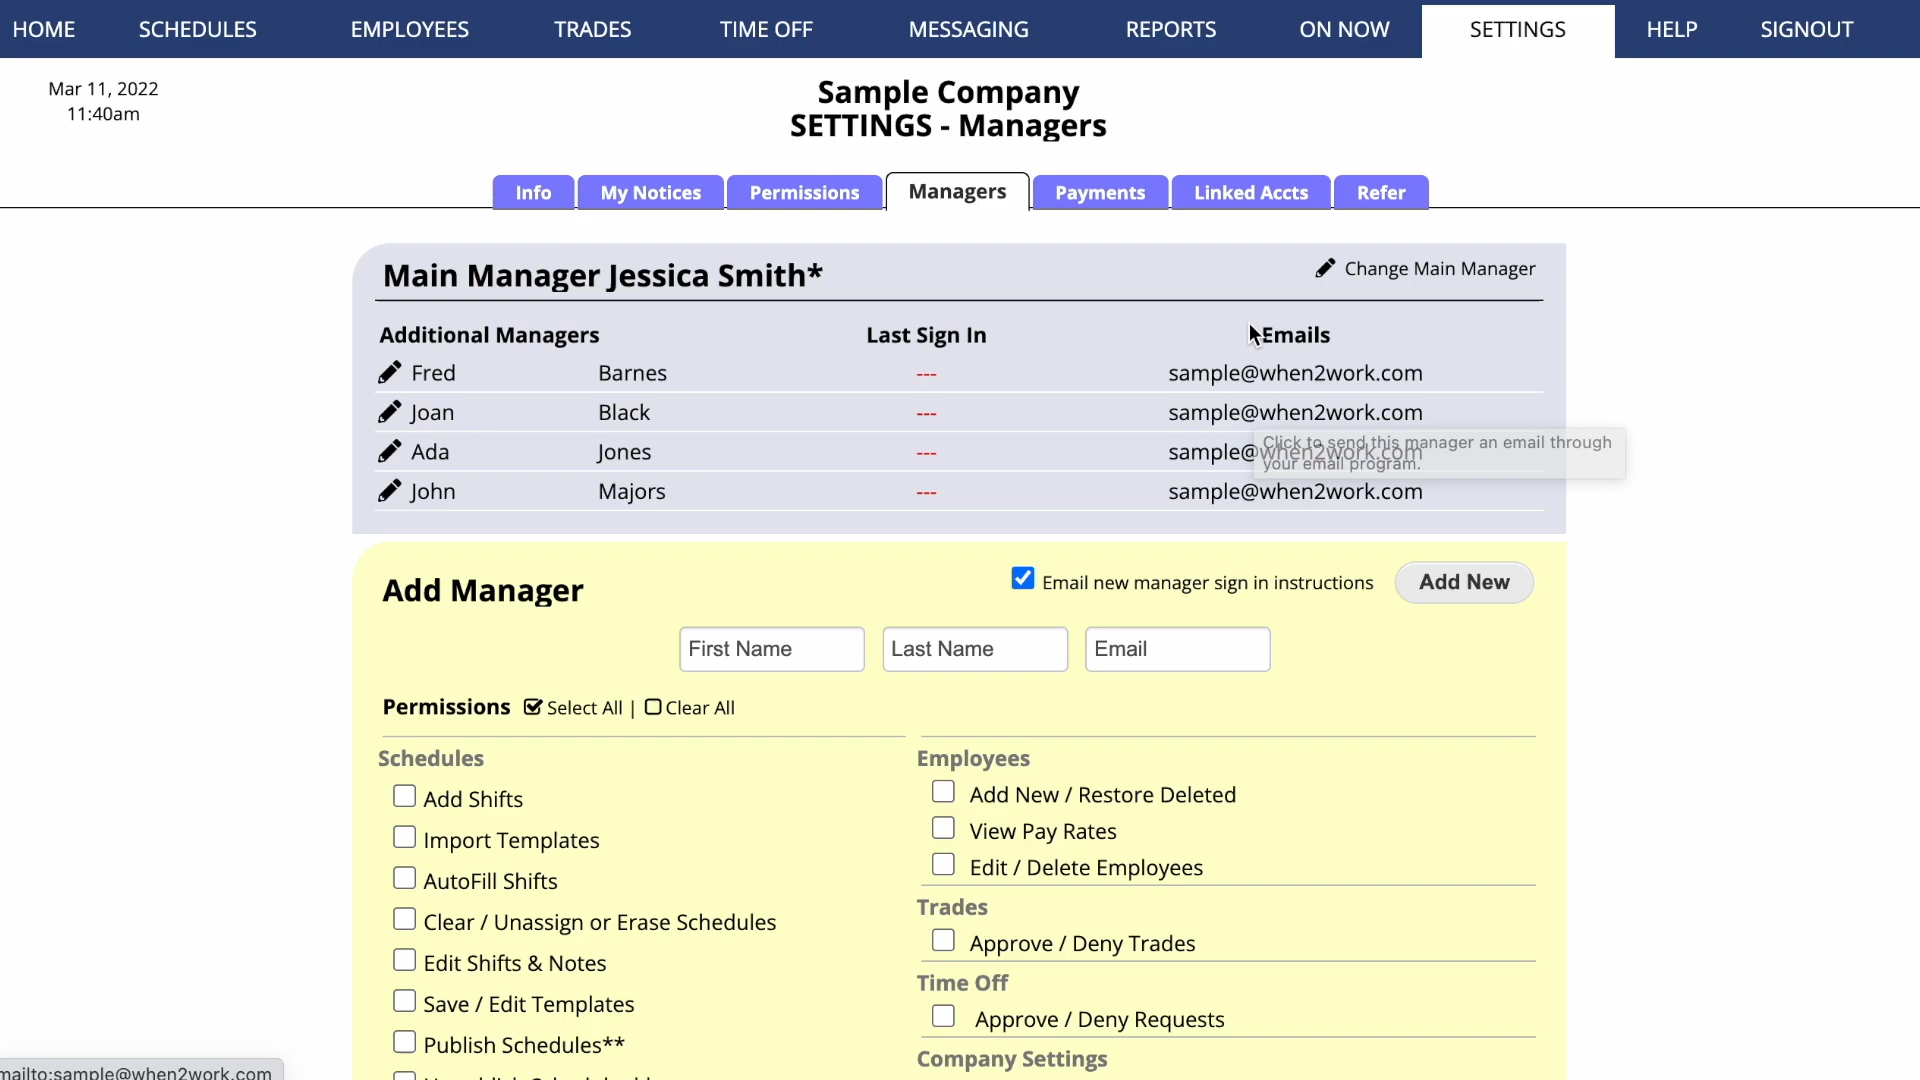 HOME SCHEDULES EMPLOYEES TRADES TIME OFF MESSAGING REPORTS ON NOW SETTINGS HELP SIGNOUT
Mar 11, 2022
11:40am
Sample Company
SETTINGS - Managers
Info My Notices Permissions Managers Payments Linked Accts Refer
Main Manager Jessica Smith*
Change Main Manager
Additional Managers Last Sign In Emails
Fred Barnes --- sample@when2work.com
Joan Black --- sample@when2work.com
Ada Jones --- sample@when2work.com
Click to send this manager an email through
your email program.
John Majors --- sample@when2work.com
Add Manager
Email new manager sign in instructions
Add New
First Name Last Name Email
Permissions Select All | Clear All
Schedules
Add Shifts
Import Templates
AutoFill Shifts
Clear / Unassign or Erase Schedules
Edit Shifts & Notes
Save / Edit Templates
Publish Schedules**
Employees
Add New / Restore Deleted
View Pay Rates
Edit / Delete Employees
Trades
Approve / Deny Trades
Time Off
Approve / Deny Requests
Company Settings
mailto:sample@when2work.com